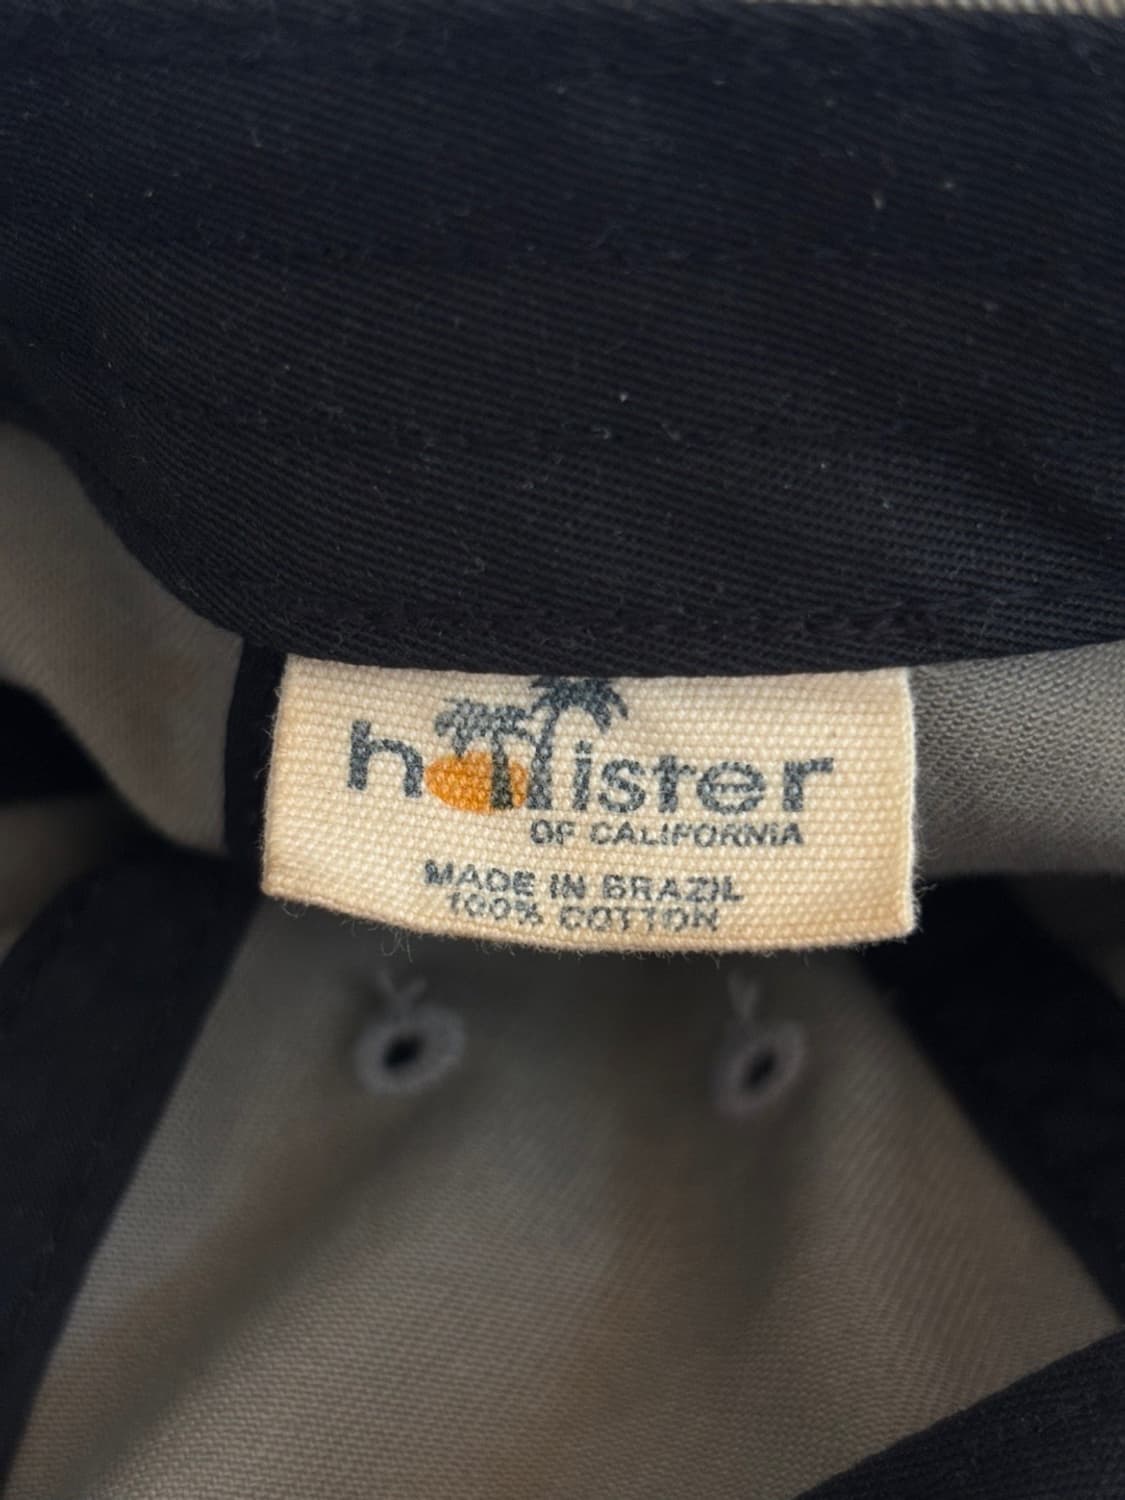 hollister
OF CALIFORNIA
MADE IN BRAZIL
100% COTTON